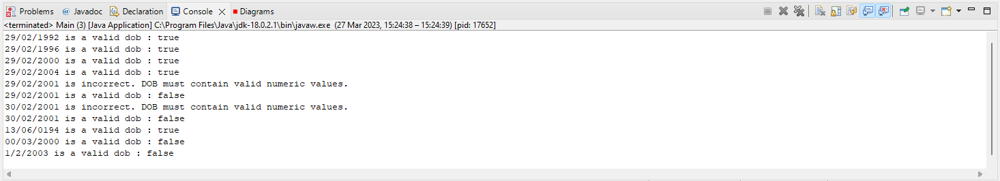 Problems @ Javadoc Declaration Console Diagrams
<terminated> Main (3) [Java Application] C:\Program Files\Java\jdk-18.0.2.1\bin\javaw.exe (27 Mar 2023, 15:24:38 – 15:24:39) [pid: 17652]
29/02/1992 is a valid dob : true
29/02/1996 is a valid dob : true
29/02/2000 is a valid dob : true
29/02/2004 is a valid dob : true
29/02/2001 is incorrect. DOB must contain valid numeric values.
29/02/2001 is a valid dob : false
30/02/2001 is incorrect. DOB must contain valid numeric values.
30/02/2001 is a valid dob : false
13/06/0194 is a valid dob : true
00/03/2000 is a valid dob : false
1/2/2003 is a valid dob : false